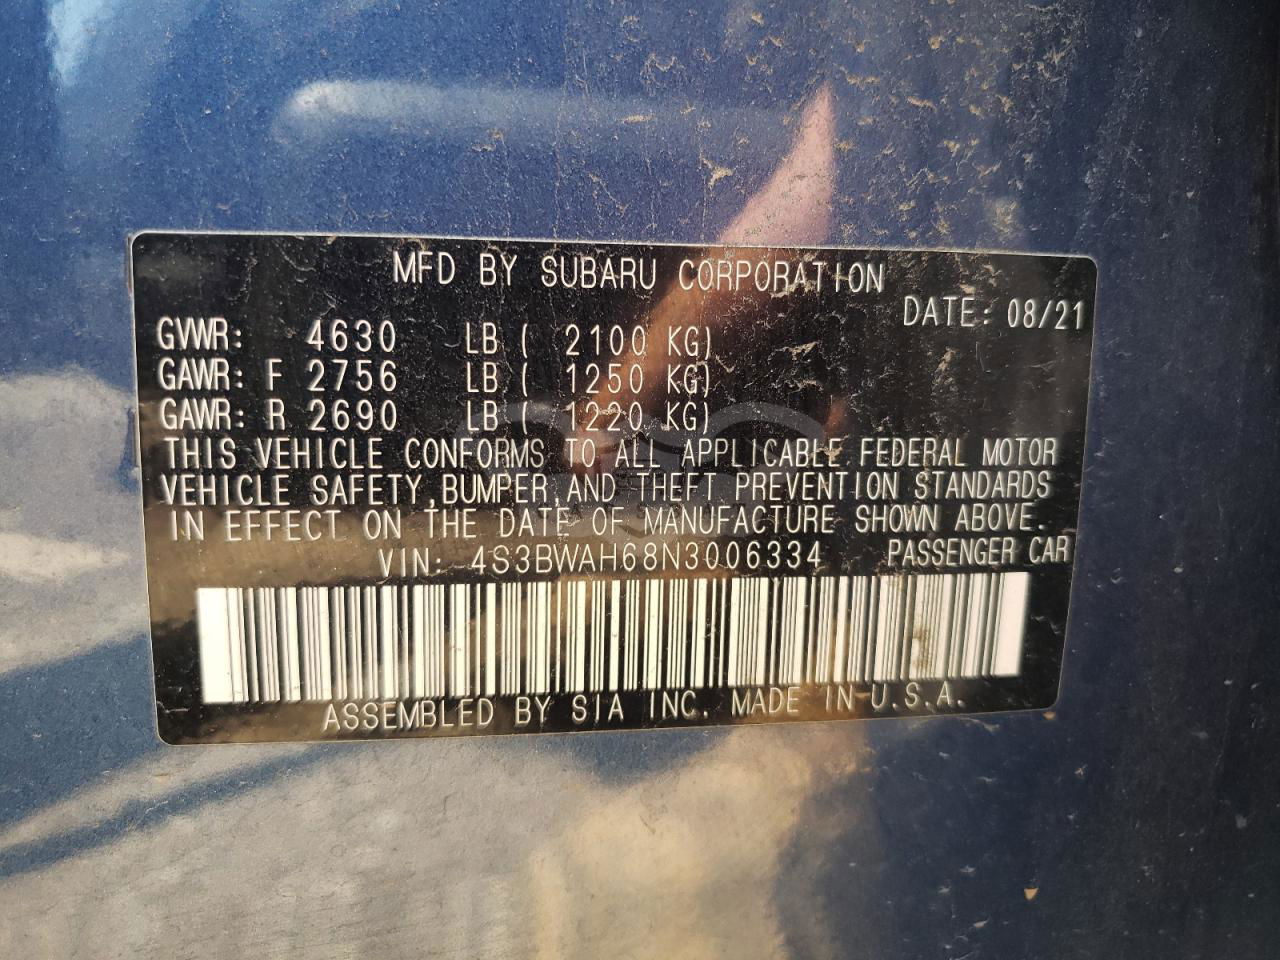 MFD BY SUBARU CORPORATION
DATE: 08/21
GVWR: 4630 LB ( 2100 KG)
GAWR: F 2756 LB ( 1250 KG)
GAWR: R 2690 LB ( 1220 KG)
THIS VEHICLE CONFORMS TO ALL APPLICABLE FEDERAL MOTOR
VEHICLE SAFETY,BUMPER,AND THEFT PREVENTION STANDARDS
IN EFFECT ON THE DATE OF MANUFACTURE SHOWN ABOVE.
VIN: 4S3BWAH68N3006334 PASSENGER CAR
ASSEMBLED BY SIA INC. MADE IN U.S.A.